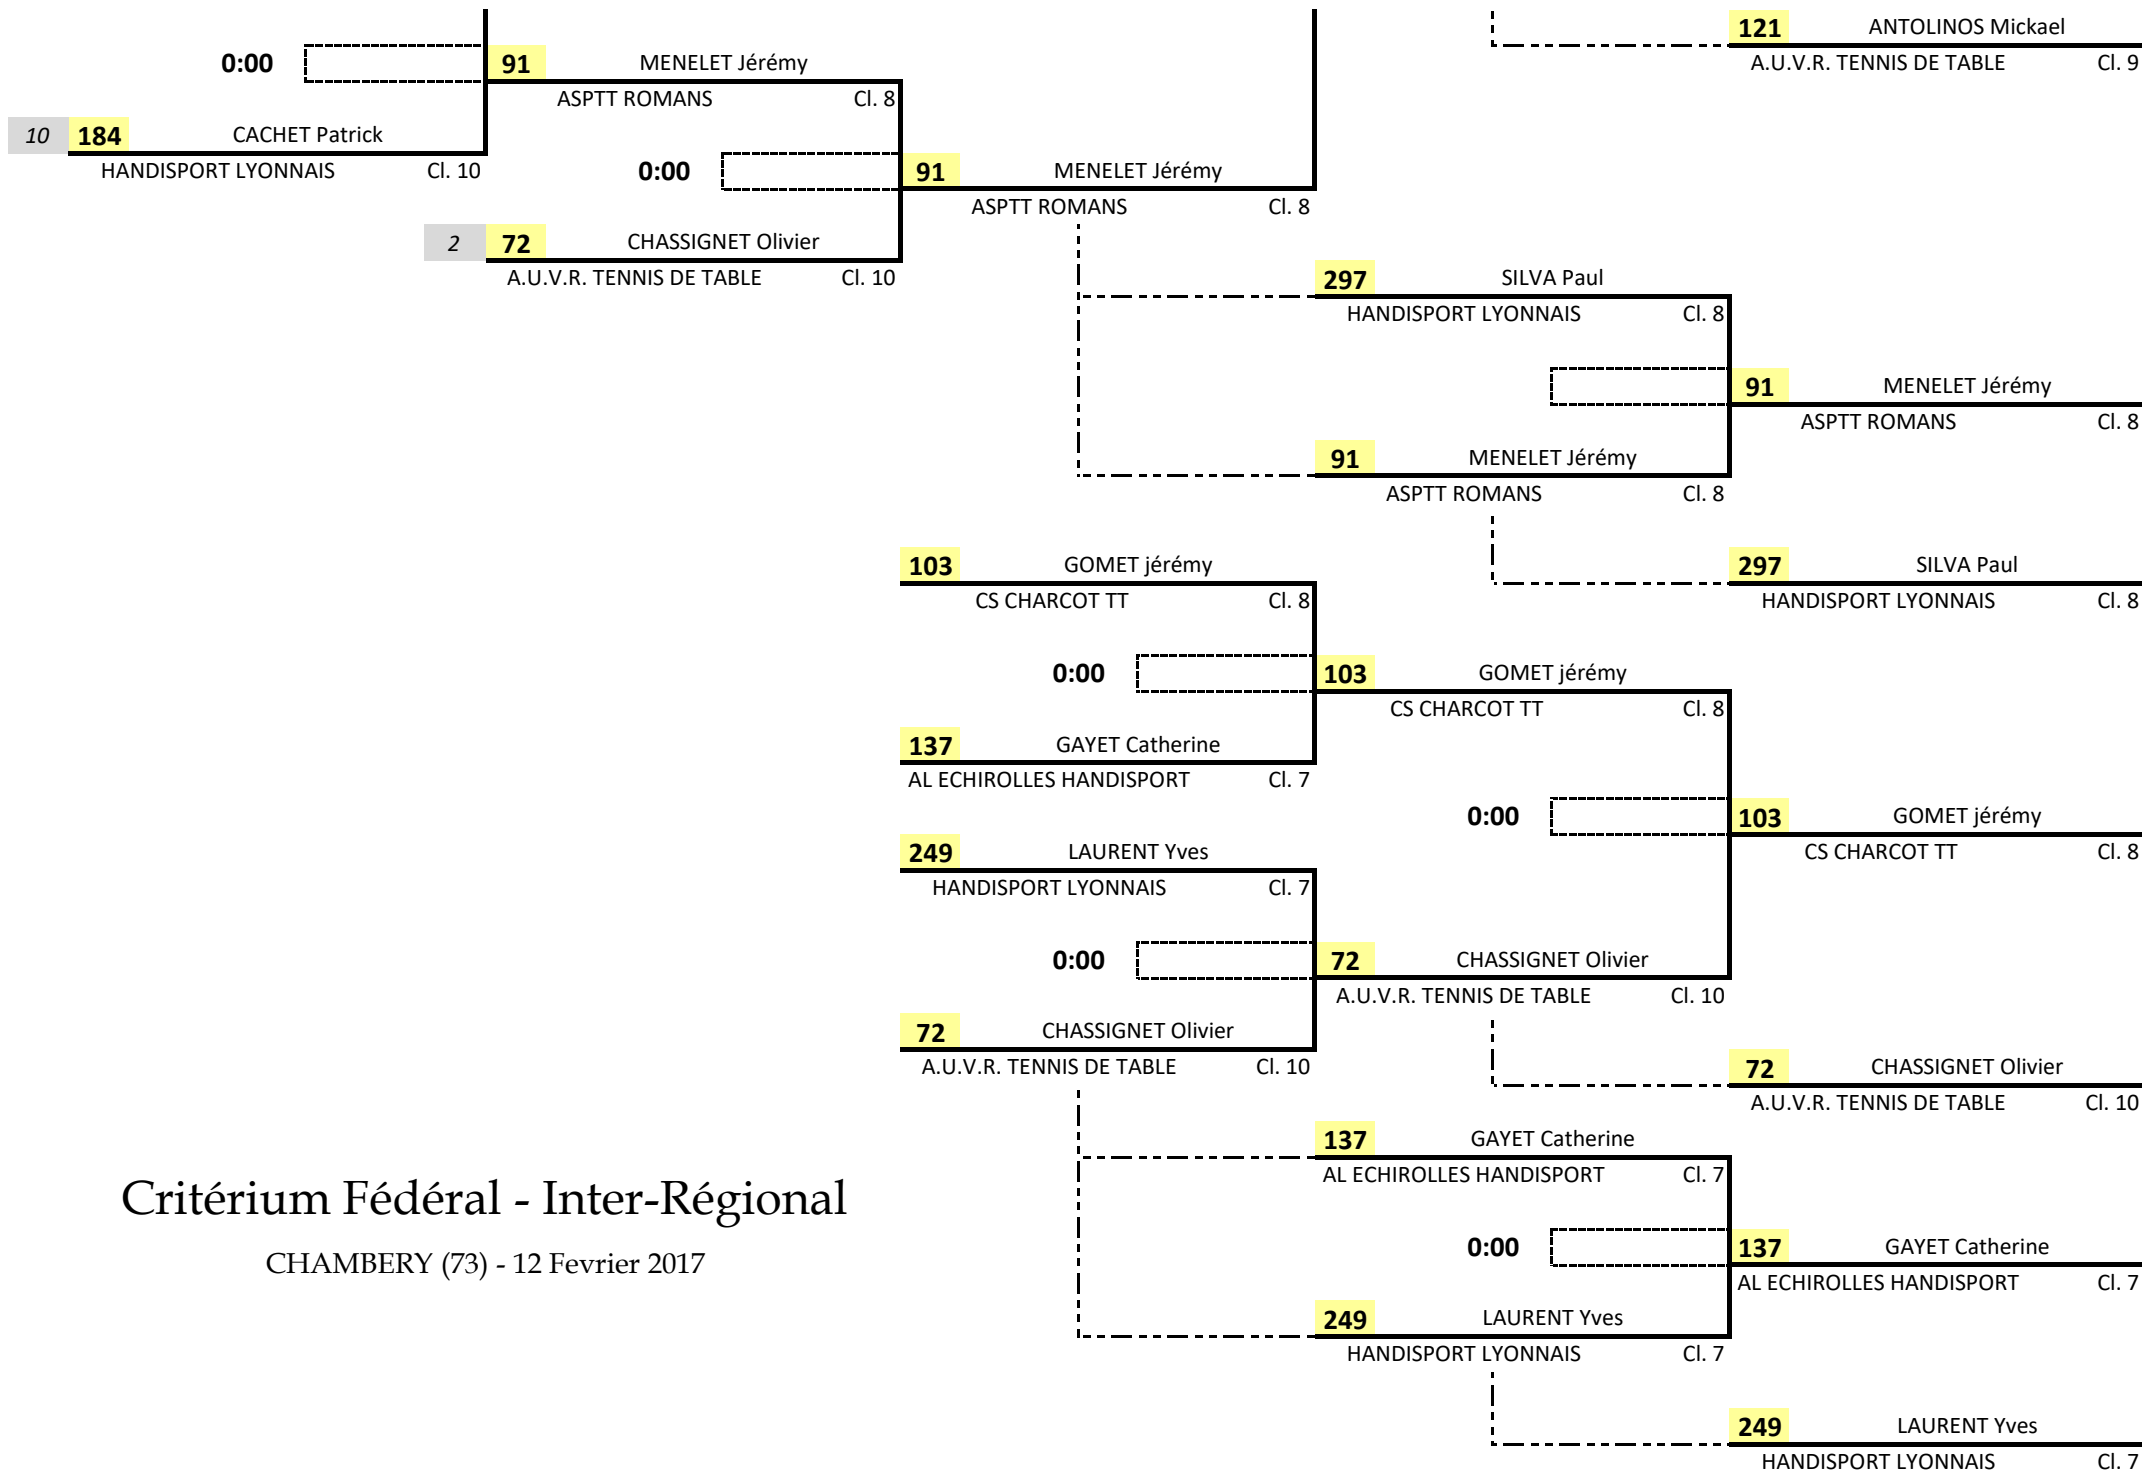 121 ANTOLINOS Mickael
A.U.V.R. TENNIS DE TABLE Cl. 9
0:00
91 MENELET Jérémy
ASPTT ROMANS Cl. 8
10 184 CACHET Patrick
HANDISPORT LYONNAIS Cl. 10
0:00
91 MENELET Jérémy
ASPTT ROMANS Cl. 8
2 72 CHASSIGNET Olivier
A.U.V.R. TENNIS DE TABLE Cl. 10
297 SILVA Paul
HANDISPORT LYONNAIS Cl. 8
91 MENELET Jérémy
ASPTT ROMANS Cl. 8
91 MENELET Jérémy
ASPTT ROMANS Cl. 8
103 GOMET jérémy
CS CHARCOT TT Cl. 8
297 SILVA Paul
HANDISPORT LYONNAIS Cl. 8
0:00
103 GOMET jérémy
CS CHARCOT TT Cl. 8
137 GAYET Catherine
AL ECHIROLLES HANDISPORT Cl. 7
0:00
103 GOMET jérémy
CS CHARCOT TT Cl. 8
249 LAURENT Yves
HANDISPORT LYONNAIS Cl. 7
0:00
72 CHASSIGNET Olivier
A.U.V.R. TENNIS DE TABLE Cl. 10
72 CHASSIGNET Olivier
A.U.V.R. TENNIS DE TABLE Cl. 10
72 CHASSIGNET Olivier
A.U.V.R. TENNIS DE TABLE Cl. 10
137 GAYET Catherine
AL ECHIROLLES HANDISPORT Cl. 7
Critérium Fédéral - Inter-Régional
CHAMBERY (73) - 12 Fevrier 2017
0:00
137 GAYET Catherine
AL ECHIROLLES HANDISPORT Cl. 7
249 LAURENT Yves
HANDISPORT LYONNAIS Cl. 7
249 LAURENT Yves
HANDISPORT LYONNAIS Cl. 7